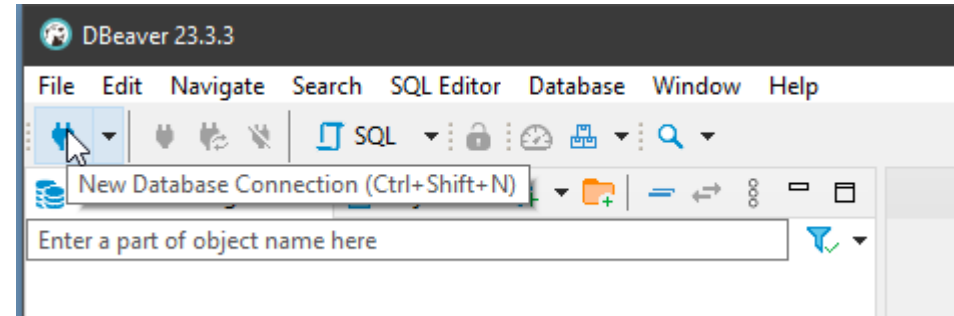 DBeaver 23.3.3
File Edit Navigate Search SQL Editor Database Window Help
SQL
New Database Connection (Ctrl+Shift+N)
Enter a part of object name here